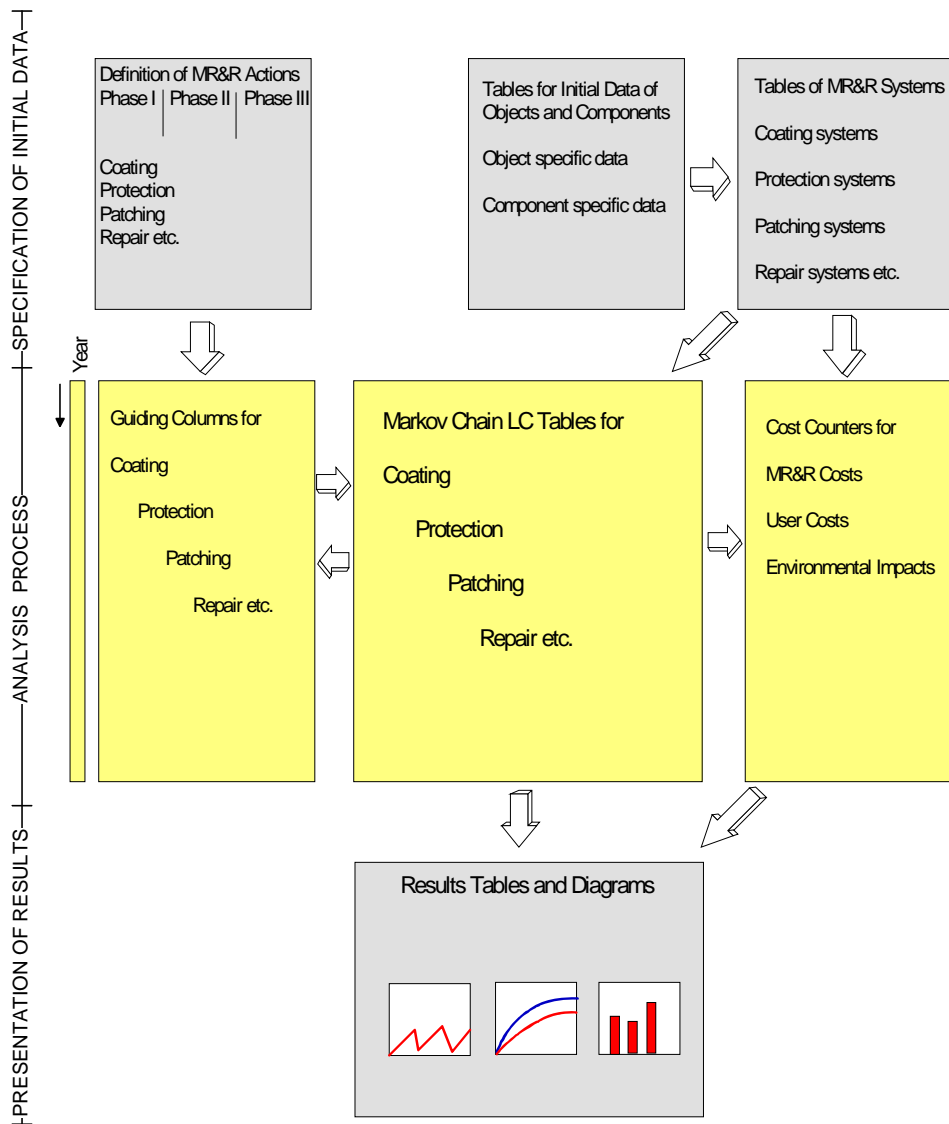 SPECIFICATION OF INITIAL DATA
Definition of MR&R Actions
Phase I Phase II Phase III
Coating
Protection
Patching
Repair etc.
Tables for Initial Data of
Objects and Components
Object specific data
Component specific data
Tables of MR&R Systems
Coating systems
Protection systems
Patching systems
Repair systems etc.
ANALYSIS PROCESS
Year
Guiding Columns for
Coating
Protection
Patching
Repair etc.
Markov Chain LC Tables for
Coating
Protection
Patching
Repair etc.
Cost Counters for
MR&R Costs
User Costs
Environmental Impacts
PRESENTATION OF RESULTS
Results Tables and Diagrams